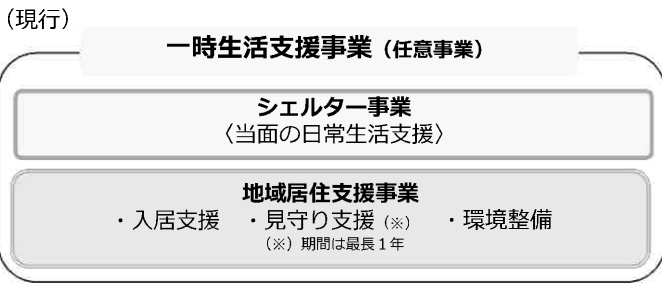 （現行）
一時生活支援事業（任意事業）
シェルター事業
〈当面の日常生活支援〉
地域居住支援事業
・入居支援　・見守り支援（※）　・環境整備
（※）期間は最長１年